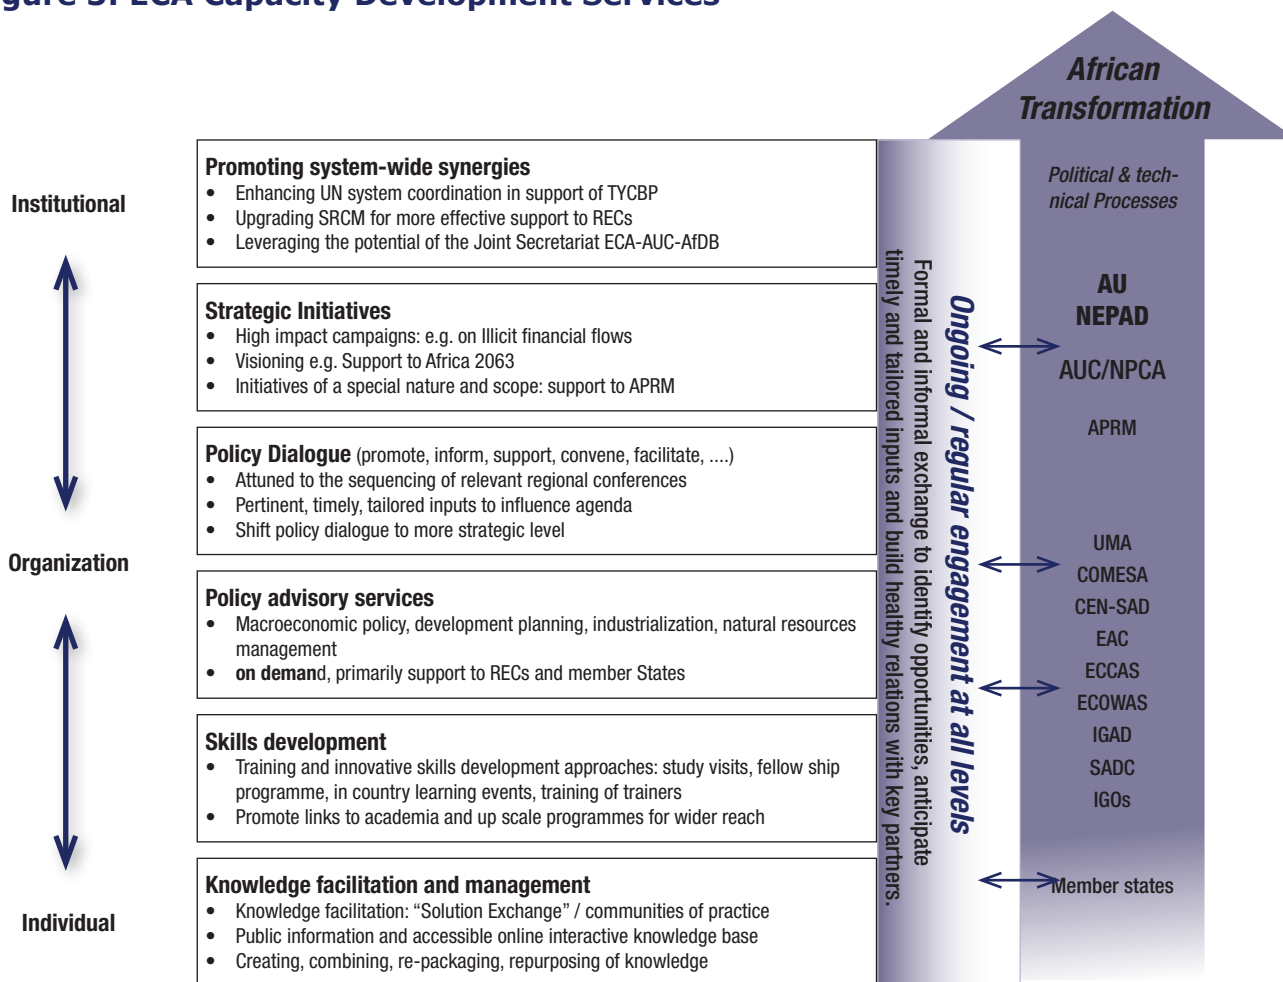 gure 5: ECA Capacity Development Services
African
Transformation
Institutional
Organization
Individual
Promoting system-wide synergies
• Enhancing UN system coordination in support of TYCBP
• Upgrading SRCM for more effective support to RECs
• Leveraging the potential of the Joint Secretariat ECA-AUC-AfDB
Strategic Initiatives
• High impact campaigns: e.g. on Illicit financial flows
• Visioning e.g. Support to Africa 2063
• Initiatives of a special nature and scope: support to APRM
Policy Dialogue (promote, inform, support, convene, facilitate, ....)
• Attuned to the sequencing of relevant regional conferences
• Pertinent, timely, tailored inputs to influence agenda
• Shift policy dialogue to more strategic level
Policy advisory services
• Macroeconomic policy, development planning, industrialization, natural resources
management
• on demand, primarily support to RECs and member States
Skills development
• Training and innovative skills development approaches: study visits, fellow ship
programme, in country learning events, training of trainers
• Promote links to academia and up scale programmes for wider reach
Knowledge facilitation and management
• Knowledge facilitation: “Solution Exchange” / communities of practice
• Public information and accessible online interactive knowledge base
• Creating, combining, re-packaging, repurposing of knowledge
Ongoing / regular engagement at all levels
Formal and informal exchange to identify opportunities, anticipate
timely and tailored inputs and build healthy relations with key partners.
Political & tech-
nical Processes
AU
NEPAD
AUC/NPCA
APRM
UMA
COMESA
CEN-SAD
EAC
ECCAS
ECOWAS
IGAD
SADC
IGOs
Member states